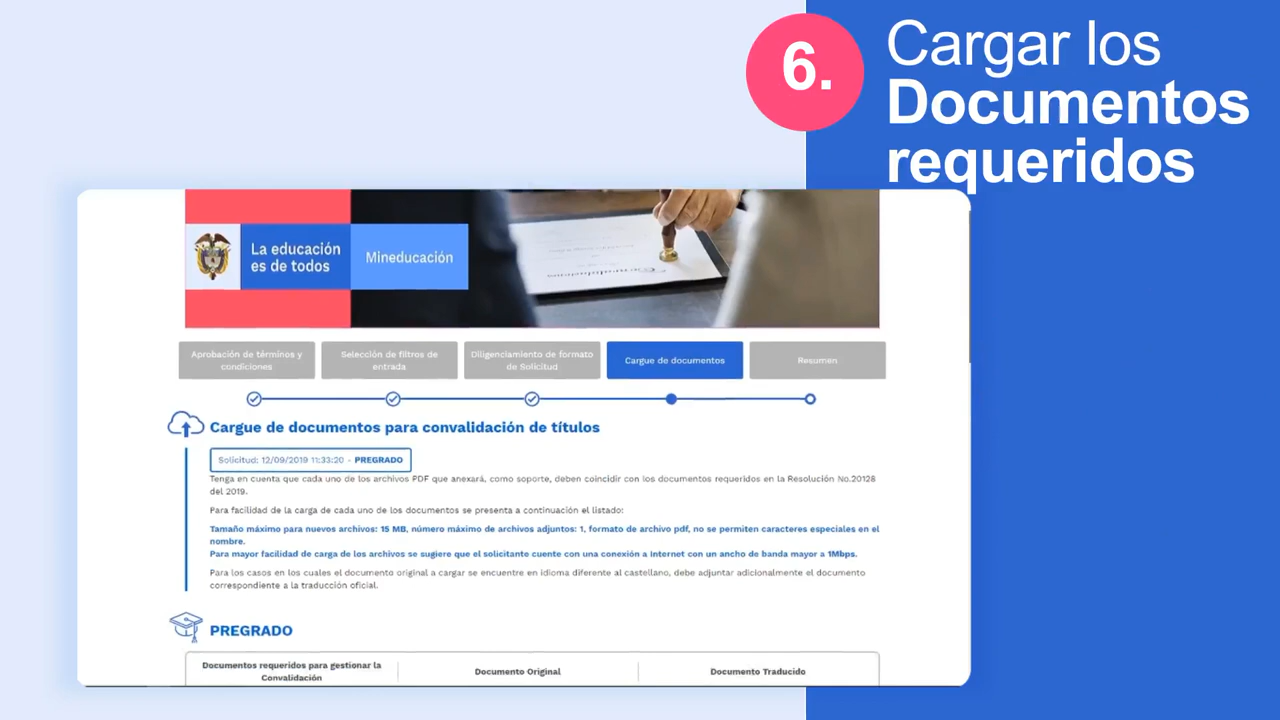 6.
Cargar los
Documentos
requeridos
La educación
es de todos
Mineducación
Aprobación de términos y
condiciones
Selección de filtros de
entrada
Diligenciamiento de formato
de Solicitud
Cargue de documentos
Resumen
Cargue de documentos para convalidación de títulos
Solicitud: 12/09/2019 11:33:20 - PREGRADO
Tenga en cuenta que cada uno de los archivos PDF que anexará, como soporte, deben coincidir con los documentos requeridos en la Resolución No.20128
del 2019.
Para facilidad de la carga de cada uno de los documentos se presenta a continuación el listado:
Tamaño máximo para nuevos archivos: 15 MB, número máximo de archivos adjuntos: 1, formato de archivo pdf, no se permiten caracteres especiales en el
nombre.
Para mayor facilidad de carga de los archivos se sugiere que el solicitante cuente con una conexión a Internet con un ancho de banda mayor a 1Mbps.
Para los casos en los cuales el documento original a cargar se encuentre en idioma diferente al castellano, debe adjuntar adicionalmente el documento
correspondiente a la traducción oficial.
PREGRADO
Documentos requeridos para gestionar la
Convalidación
Documento Original
Documento Traducido